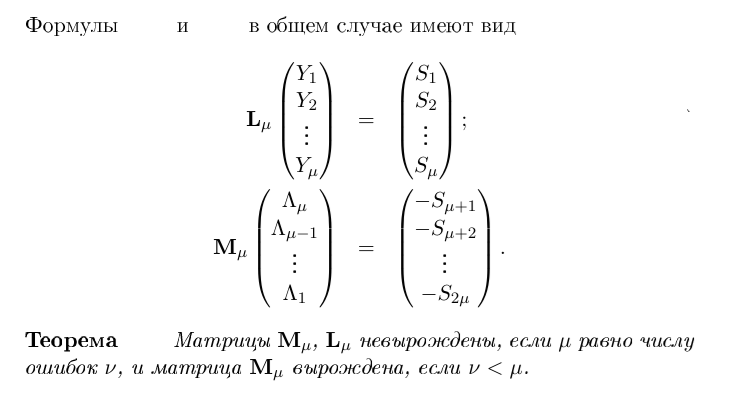 Формулы и в общем случае имеют вид
L_μ (Y_1 Y_2 ⋮ Y_μ) = (S_1 S_2 ⋮ S_μ) ;
M_μ (Λ_μ Λ_{μ−1} ⋮ Λ_1) = (−S_{μ+1} −S_{μ+2} ⋮ −S_{2μ}) .
Теорема Матрицы M_μ, L_μ невырождены, если μ равно числу
ошибок ν, и матрица M_μ вырождена, если ν < μ.